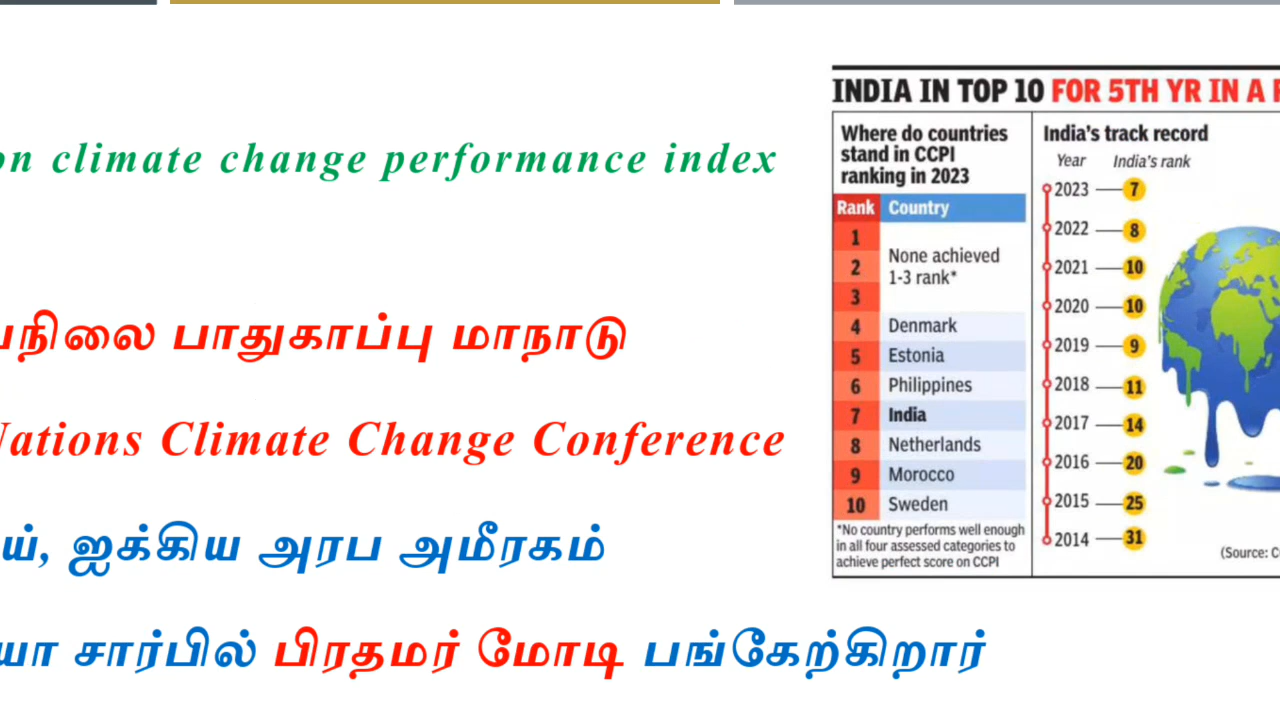 climate change performance index
பாதுகாப்பு மாநாடு
Climate Change Conference
ஐக்கிய அரபு அமீரகம்
சார்பில் பிரதமர் மோடி பங்கேற்கிறார்
INDIA IN TOP 10 FOR 5TH YR IN A
Where do countries
stand in CCPI
ranking in 2023
Rank Country
1
2
3
None achieved
1-3 rank*
4 Denmark
5 Estonia
6 Philippines
7 India
8 Netherlands
9 Morocco
10 Sweden
*No country performs well enough
in all four assessed categories to
achieve perfect score on CCPI
India's track record
Year India's rank
2023 7
2022 8
2021 10
2020 10
2019 9
2018 11
2017 14
2016 20
2015 25
2014 31
(Source: